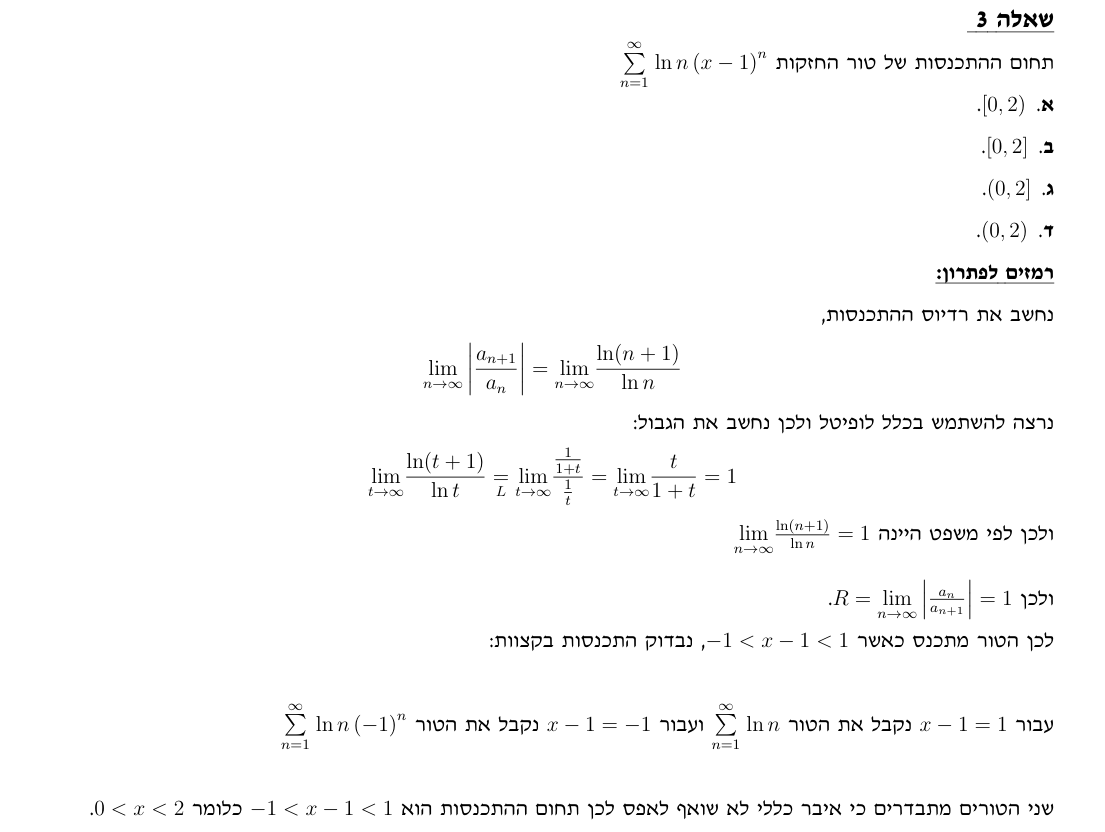 שאלה 3
תחום ההתכנסות של טור החזקות $\sum_{n=1}^{\infty} \ln n \, (x-1)^n$
א. $[0,2)$.
ב. $[0,2]$.
ג. $(0,2]$.
ד. $(0,2)$.
רמזים לפתרון:
נחשב את רדיוס ההתכנסות,
$\lim_{n\to\infty} \left| \frac{a_{n+1}}{a_n} \right| = \lim_{n\to\infty} \frac{\ln(n+1)}{\ln n}$
נרצה להשתמש בכלל לופיטל ולכן נחשב את הגבול:
$\lim_{t\to\infty} \frac{\ln(t+1)}{\ln t} \underset{L}{=} \lim_{t\to\infty} \frac{\frac{1}{1+t}}{\frac{1}{t}} = \lim_{t\to\infty} \frac{t}{1+t} = 1$
ולכן לפי משפט היינה $\lim_{n\to\infty} \frac{\ln(n+1)}{\ln n} = 1$
ולכן $R = \lim_{n\to\infty} \left| \frac{a_n}{a_{n+1}} \right| = 1$.
לכן הטור מתכנס כאשר $-1 < x-1 < 1$, נבדוק התכנסות בקצוות:
עבור $x-1=1$ נקבל את הטור $\sum_{n=1}^{\infty} \ln n$ ועבור $x-1=-1$ נקבל את הטור $\sum_{n=1}^{\infty} \ln n \, (-1)^n$
שני הטורים מתבדרים כי איבר כללי לא שואף לאפס לכן תחום ההתכנסות הוא $-1 < x-1 < 1$ כלומר $0 < x < 2$.